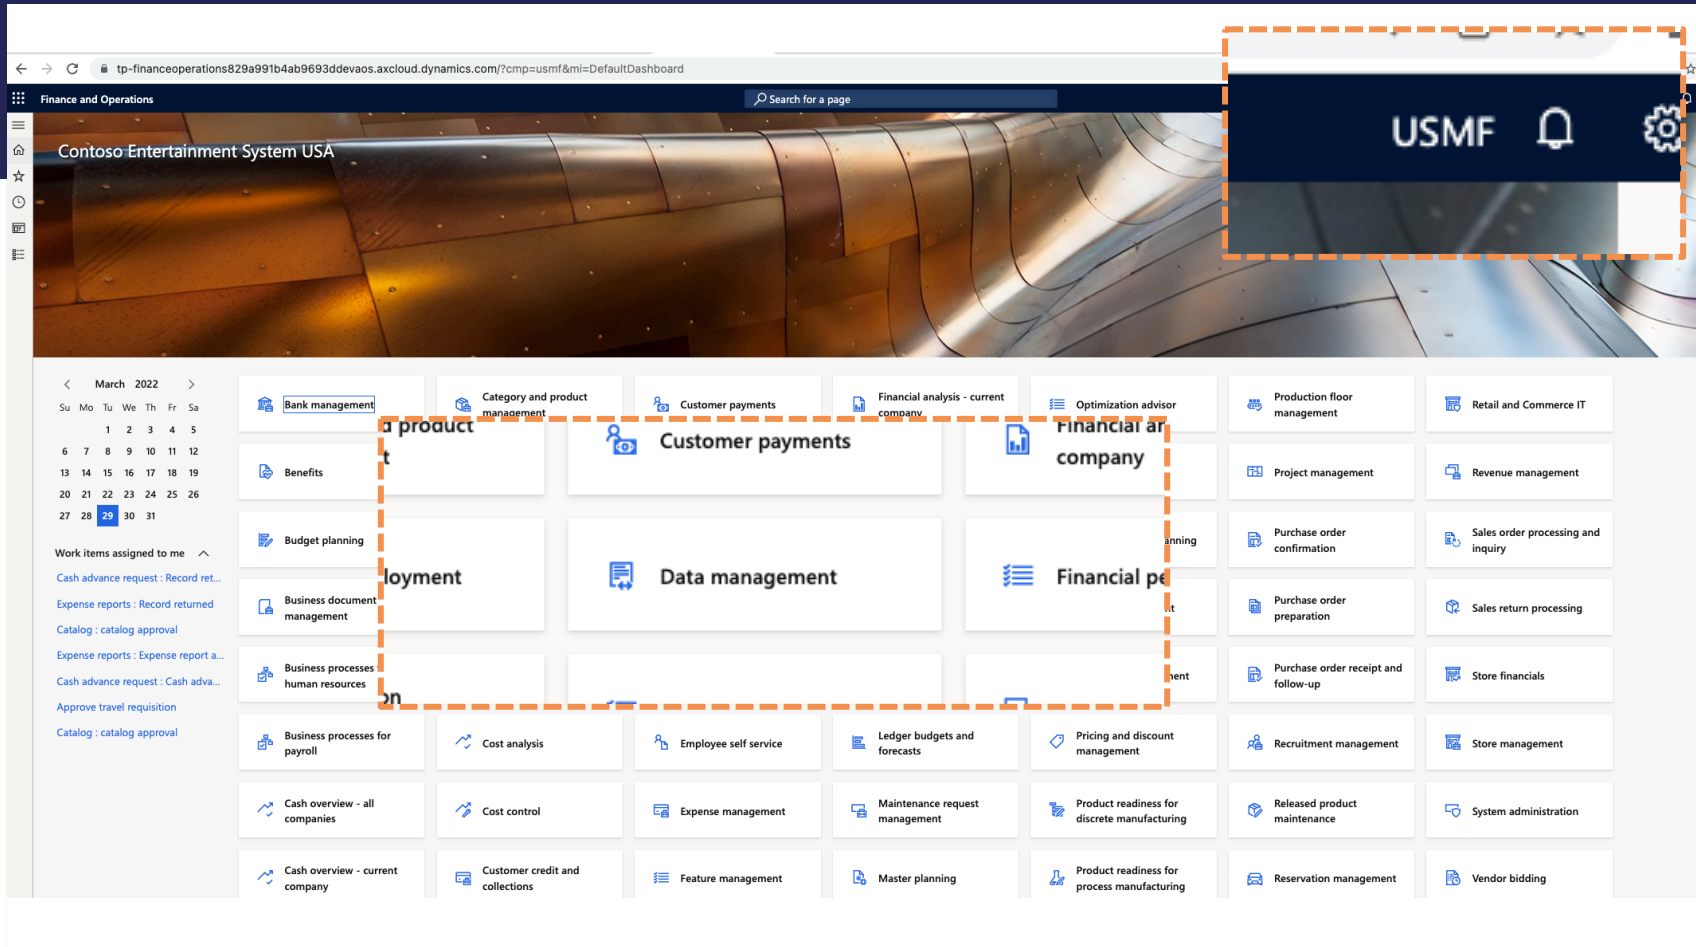 tp-financeoperations829a991b4ab9693ddevaos.axcloud.dynamics.com/?cmp=usmf&mi=DefaultDashboard
Finance and Operations
Search for a page
USMF
Contoso Entertainment System USA
March 2022
Su Mo Tu We Th Fr Sa
1 2 3 4 5
6 7 8 9 10 11 12
13 14 15 16 17 18 19
20 21 22 23 24 25 26
27 28 29 30 31
Work items assigned to me
Cash advance request : Record ret...
Expense reports : Record returned
Catalog : catalog approval
Expense reports : Expense report a...
Cash advance request : Cash adva...
Approve travel requisition
Catalog : catalog approval
Bank management
Benefits
Budget planning
Business document
management
Business processes
human resources
Business processes for
payroll
Cash overview - all
companies
Cash overview - current
company
Category and product
management
Cost analysis
Cost control
Customer credit and
collections
Customer payments
Employee self service
Expense management
Feature management
Financial analysis - current
company
Ledger budgets and
forecasts
Maintenance request
management
Master planning
Optimization advisor
anning
nt
nent
Pricing and discount
management
Product readiness for
discrete manufacturing
Product readiness for
process manufacturing
Production floor
management
Project management
Purchase order
confirmation
Purchase order
preparation
Purchase order receipt and
follow-up
Recruitment management
Released product
maintenance
Reservation management
Retail and Commerce IT
Revenue management
Sales order processing and
inquiry
Sales return processing
Store financials
Store management
System administration
Vendor bidding
d product
t
Customer payments
Financial an
company
loyment
Data management
Financial pe
on